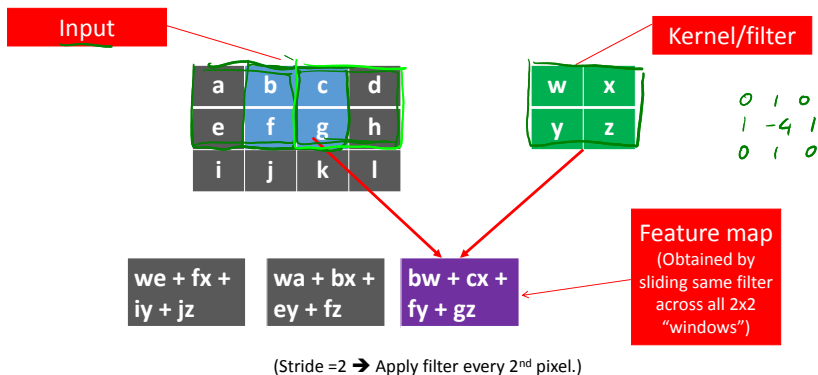 Input
Kernel/filter
a b c d
e f g h
i j k l
w x
y z
0 1 0
1 -4 1
0 1 0
we + fx +
iy + jz
wa + bx +
ey + fz
bw + cx +
fy + gz
Feature map
(Obtained by
sliding same filter
across all 2x2
“windows”)
(Stride =2 ➔ Apply filter every 2nd pixel.)